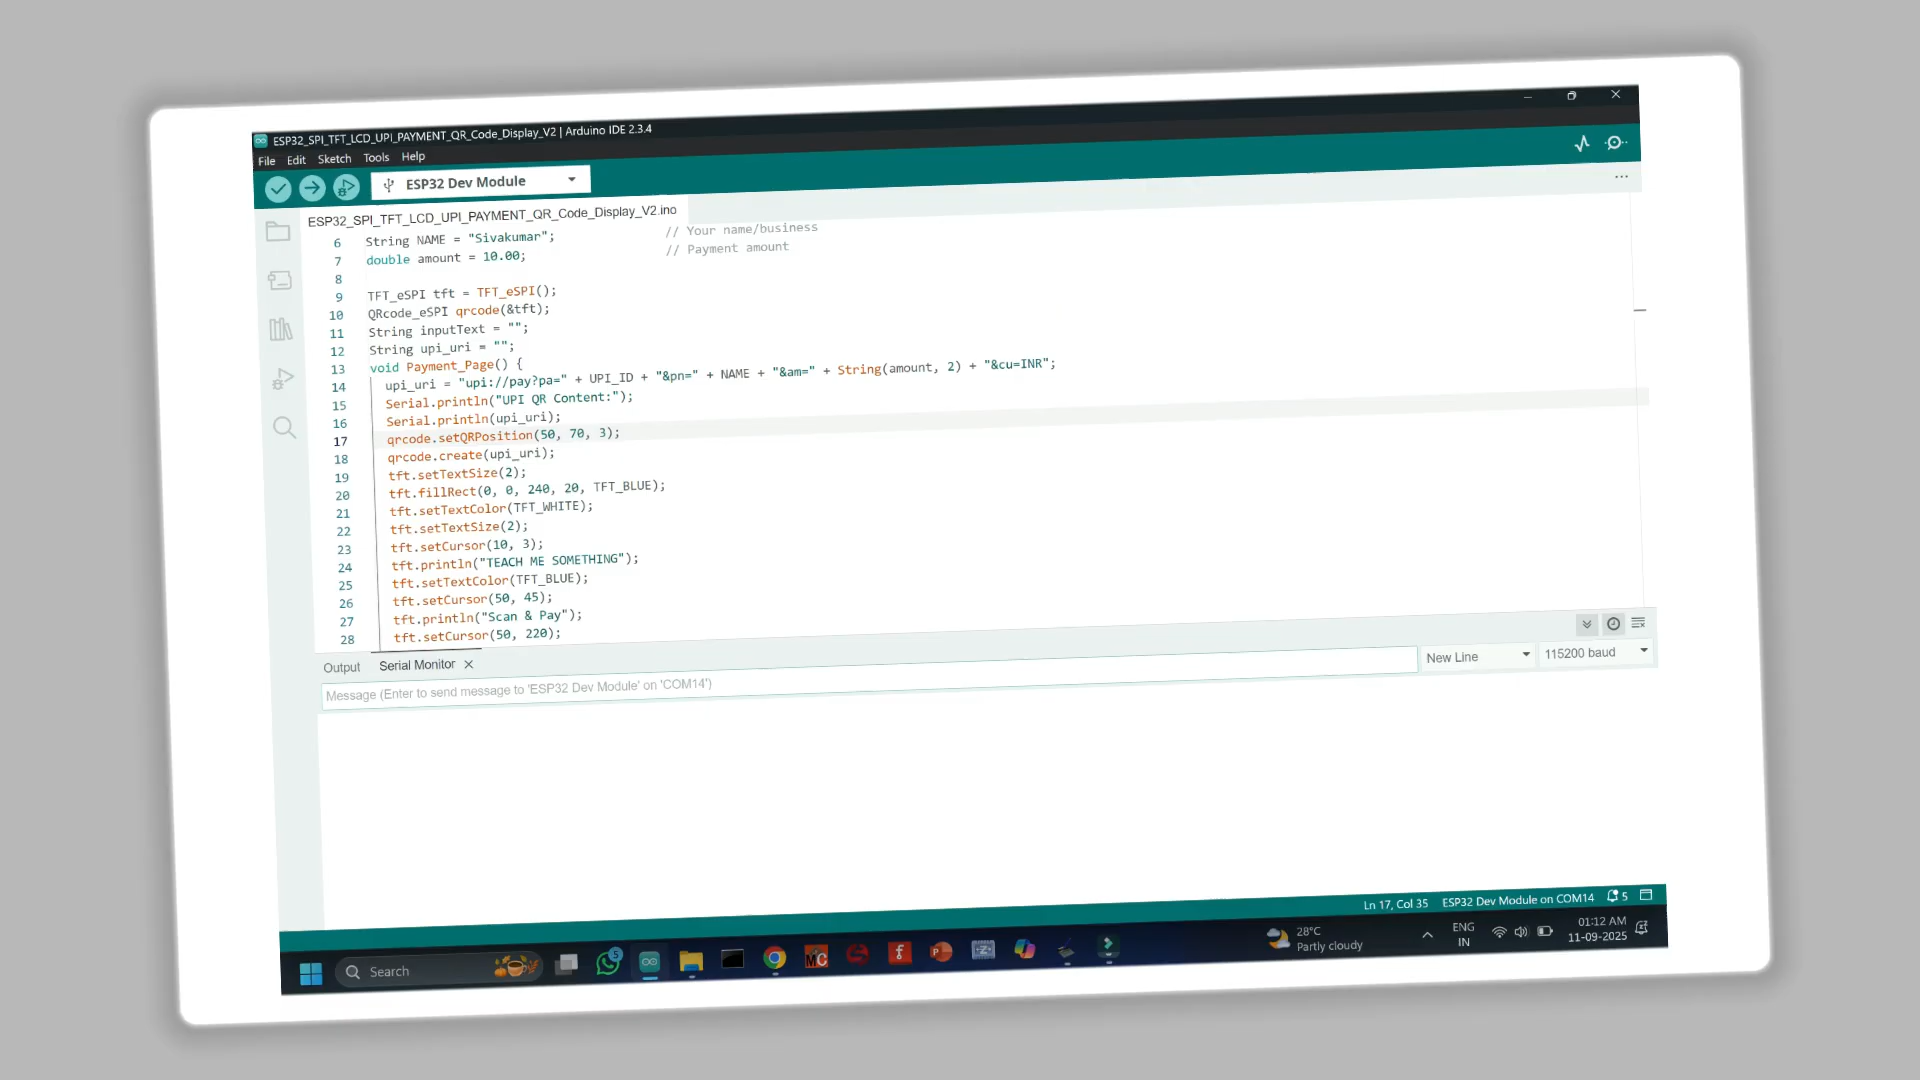 ESP32_SPI_TFT_LCD_UPI_PAYMENT_QR_Code_Display_V2 | Arduino IDE 2.3.4
File Edit Sketch Tools Help
ESP32 Dev Module
ESP32_SPI_TFT_LCD_UPI_PAYMENT_QR_Code_Display_V2.ino
6 String NAME = "Sivakumar"; // Your name/business
7 double amount = 10.00; // Payment amount
8
9 TFT_eSPI tft = TFT_eSPI();
10 QRcode_eSPI qrcode(&tft);
11 String inputText = "";
12 String upi_uri = "";
13 void Payment_Page() {
14 upi_uri = "upi://pay?pa=" + UPI_ID + "&pn=" + NAME + "&am=" + String(amount, 2) + "&cu=INR";
15 Serial.println("UPI QR Content:");
16 Serial.println(upi_uri);
17 qrcode.setQRPosition(50, 70, 3);
18 qrcode.create(upi_uri);
19 tft.setTextSize(2);
20 tft.fillRect(0, 0, 240, 20, TFT_BLUE);
21 tft.setTextColor(TFT_WHITE);
22 tft.setTextSize(2);
23 tft.setCursor(10, 3);
24 tft.println("TEACH ME SOMETHING");
25 tft.setTextColor(TFT_BLUE);
26 tft.setCursor(50, 45);
27 tft.println("Scan & Pay");
28 tft.setCursor(50, 220);
Output Serial Monitor
Message (Enter to send message to 'ESP32 Dev Module' on 'COM14')
New Line 115200 baud
Ln 17, Col 35 ESP32 Dev Module on COM14 5
Search
5
MC
28°C
Partly cloudy
ENG
IN
01:12 AM
11-09-2025